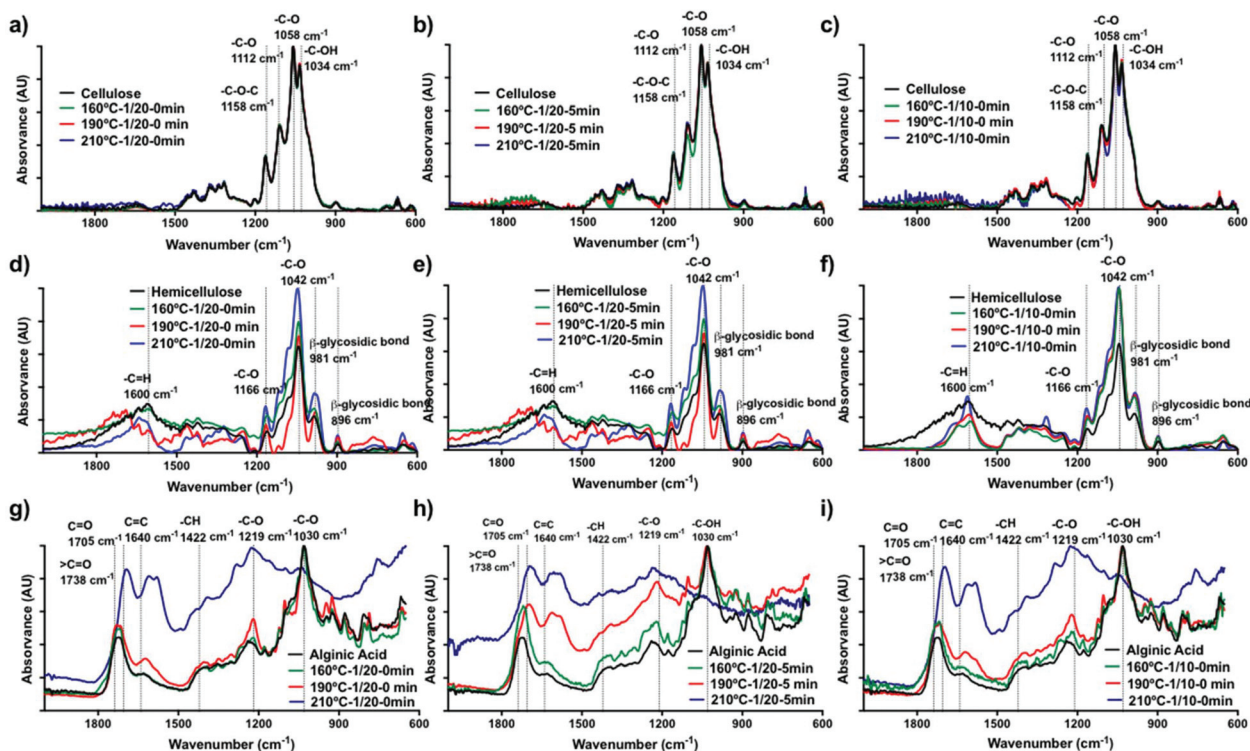 a)
-C-O
1058 cm-1
-C-O
1112 cm-1
-C-OH
1034 cm-1
-C-O-C
1158 cm-1
Cellulose
160ºC-1/20-0min
190ºC-1/20-0 min
210ºC-1/20-0min
Absorvance (AU)
1800 1500 1200 900 600
Wavenumber (cm-1)
b)
-C-O
1058 cm-1
-C-O
1112 cm-1
-C-OH
1034 cm-1
-C-O-C
1158 cm-1
Cellulose
160ºC-1/20-5min
190ºC-1/20-5 min
210ºC-1/20-5min
Absorvance (AU)
1800 1500 1200 900 600
Wavenumber (cm-1)
c)
-C-O
1058 cm-1
-C-O
1112 cm-1
-C-OH
1034 cm-1
-C-O-C
1158 cm-1
Cellulose
160ºC-1/10-0min
190ºC-1/10-0 min
210ºC-1/10-0min
Absorvance (AU)
1800 1500 1200 900 600
Wavenumber (cm-1)
d)
-C-O
1042 cm-1
Hemicellulose
160ºC-1/20-0min
190ºC-1/20-0 min
210ºC-1/20-0min
β-glycosidic bond
981 cm-1
-C=H
1600 cm-1
-C-O
1166 cm-1
β-glycosidic bond
896 cm-1
Absorvance (AU)
1800 1500 1200 900 600
Wavenumber (cm-1)
e)
-C-O
1042 cm-1
Hemicellulose
160ºC-1/20-5min
190ºC-1/20-5 min
210ºC-1/20-5min
β-glycosidic bond
981 cm-1
-C=H
1600 cm-1
-C-O
1166 cm-1
β-glycosidic bond
896 cm-1
Absorvance (AU)
1800 1500 1200 900 600
Wavenumber (cm-1)
f)
-C-O
1042 cm-1
Hemicellulose
160ºC-1/10-0min
190ºC-1/10-0 min
210ºC-1/10-0min
β-glycosidic bond
981 cm-1
-C=H
1600 cm-1
-C-O
1166 cm-1
β-glycosidic bond
896 cm-1
Absorvance (AU)
1800 1500 1200 900 600
Wavenumber (cm-1)
g)
C=O C=C -CH -C-O -C-O
1705 cm-1 1640 cm-1 1422 cm-1 1219 cm-1 1030 cm-1
>C=O
1738 cm-1
Alginic Acid
160ºC-1/20-0min
190ºC-1/20-0 min
210ºC-1/20-0min
Absorvance (AU)
1800 1500 1200 900 600
Wavenumber (cm-1)
h)
C=O C=C -CH -C-O -C-OH
1705 cm-1 1640 cm-1 1422 cm-1 1219 cm-1 1030 cm-1
>C=O
1738 cm-1
Alginic Acid
160ºC-1/20-5min
190ºC-1/20-5 min
210ºC-1/20-5min
Absorvance (AU)
1800 1500 1200 900 600
Wavenumber (cm-1)
i)
C=O C=C -CH -C-O -C-OH
1705 cm-1 1640 cm-1 1422 cm-1 1219 cm-1 1030 cm-1
>C=O
1738 cm-1
Alginic Acid
160ºC-1/10-0min
190ºC-1/10-0 min
210ºC-1/10-0min
Absorvance (AU)
1800 1500 1200 900 600
Wavenumber (cm-1)